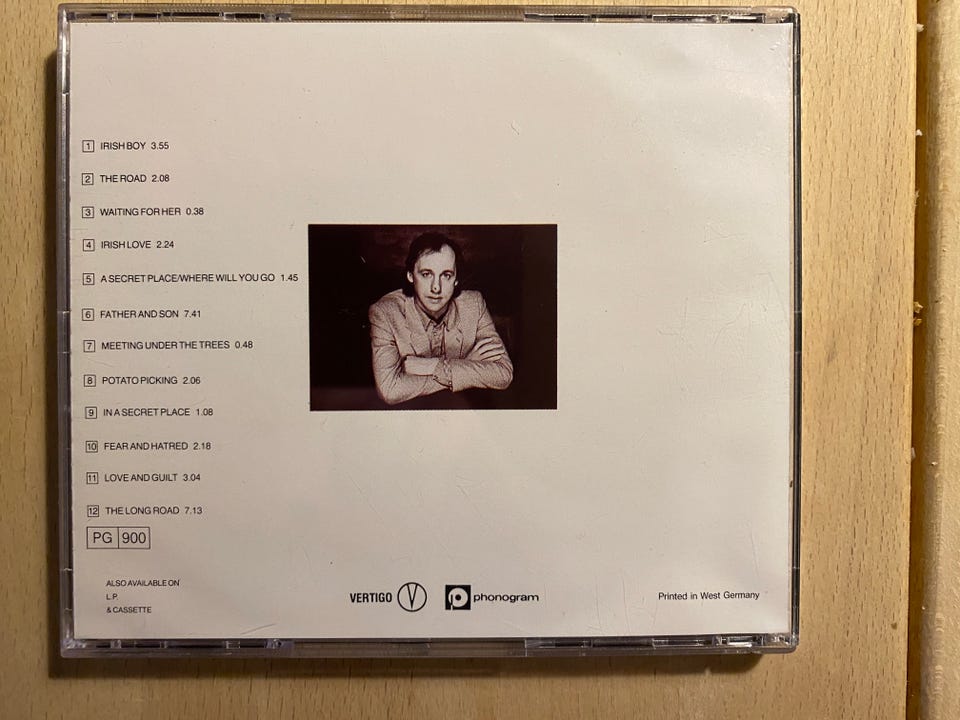 1 IRISH BOY 3.55
2 THE ROAD 2.08
3 WAITING FOR HER 0.38
4 IRISH LOVE 2.24
5 A SECRET PLACE/WHERE WILL YOU GO 1.45
6 FATHER AND SON 7.41
7 MEETING UNDER THE TREES 0.48
8 POTATO PICKING 2.06
9 IN A SECRET PLACE 1.08
10 FEAR AND HATRED 2.18
11 LOVE AND GUILT 3.04
12 THE LONG ROAD 7.13
PG 900
ALSO AVAILABLE ON
L.P.
& CASSETTE
VERTIGO V p phonogram Printed in West Germany